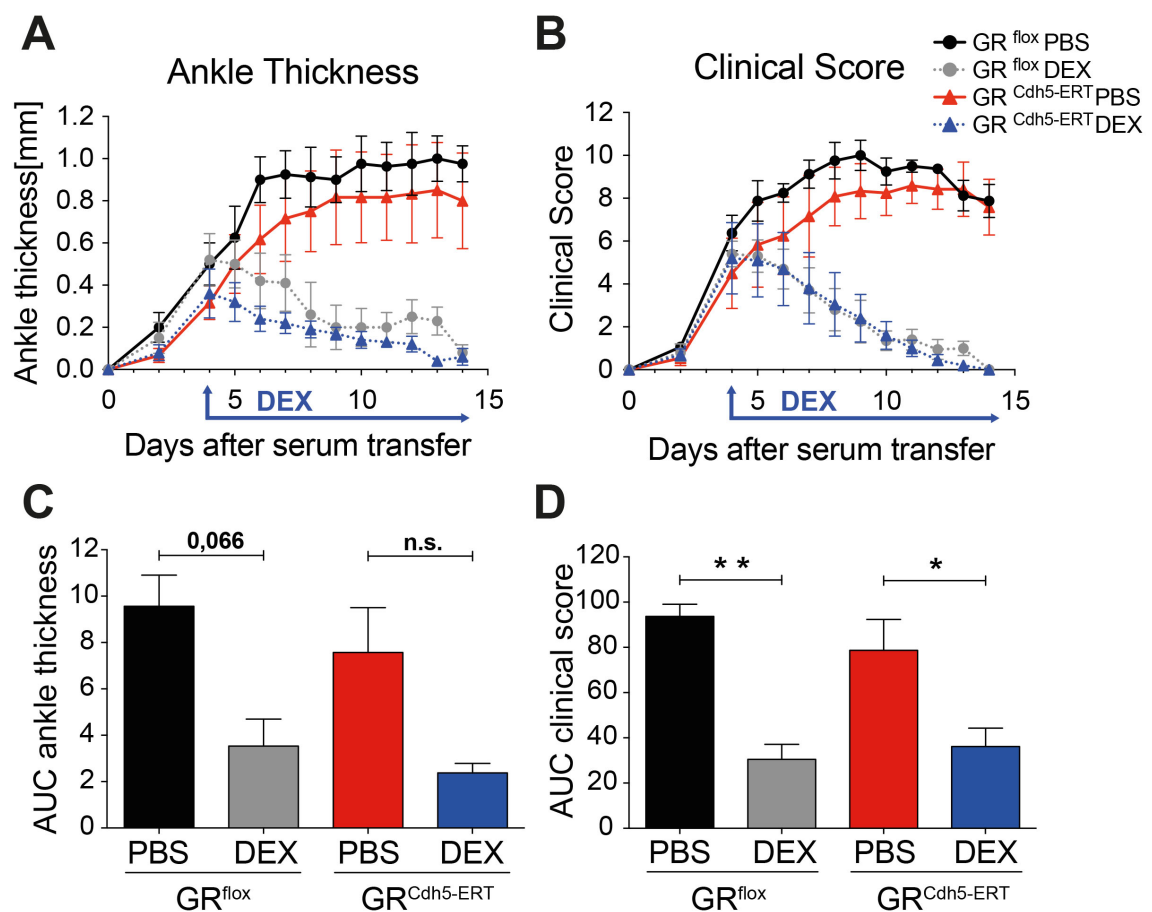 A
Ankle Thickness
Ankle thickness[mm]
1.2
1.0
0.8
0.6
0.4
0.2
0.0
0 5 10 15
DEX
Days after serum transfer
B
Clinical Score
GR flox PBS
GR flox DEX
GR Cdh5-ERT PBS
GR Cdh5-ERT DEX
Clinical Score
12
10
8
6
4
2
0
0 5 10 15
DEX
Days after serum transfer
C
AUC ankle thickness
12
10
8
6
4
2
0
0,066
n.s.
PBS DEX PBS DEX
GRflox GRCdh5-ERT
D
AUC clinical score
120
100
80
60
40
20
0
* *
*
PBS DEX PBS DEX
GRflox GRCdh5-ERT